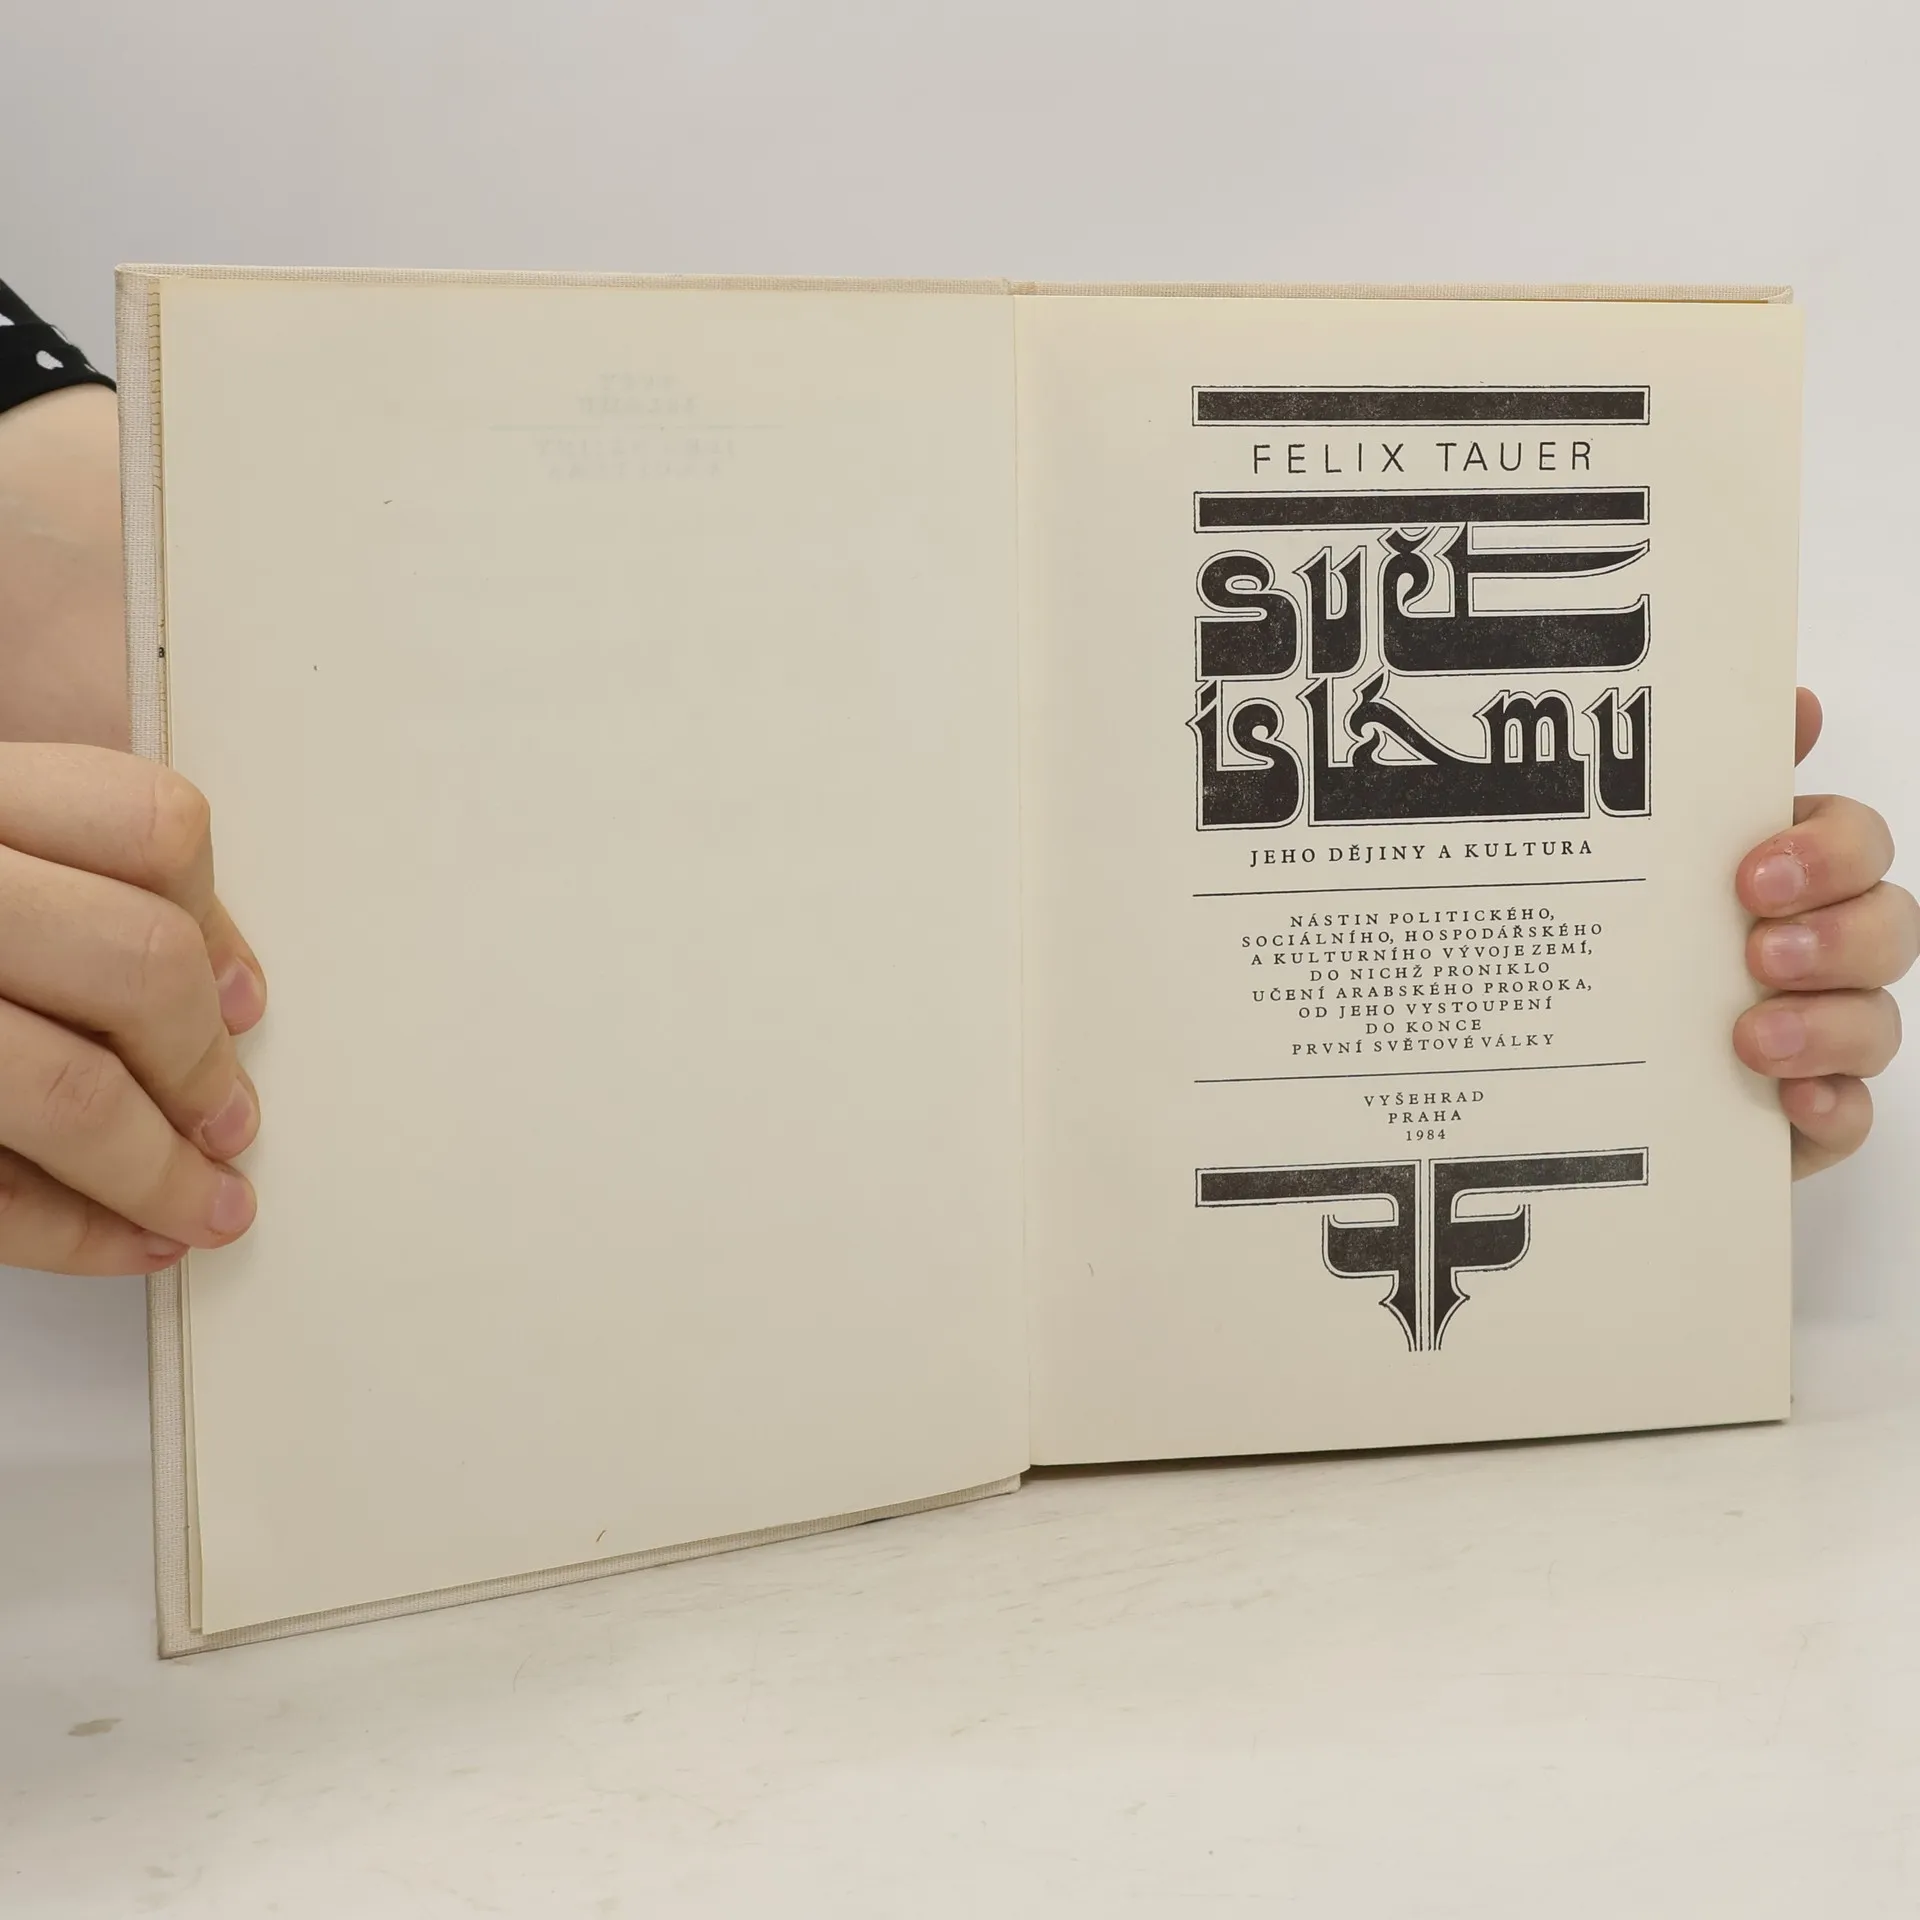 FELIX TAUER
svět
islámu
JEHO DĚJINY A KULTURA
NÁSTIN POLITICKÉHO,
SOCIÁLNÍHO, HOSPODÁŘSKÉHO
A KULTURNÍHO VÝVOJE ZEMÍ,
DO NICHŽ PRONIKLO
UČENÍ ARABSKÉHO PROROKA,
OD JEHO VYSTOUPENÍ
DO KONCE
PRVNÍ SVĚTOVÉ VÁLKY
VYŠEHRAD
PRAHA
1984